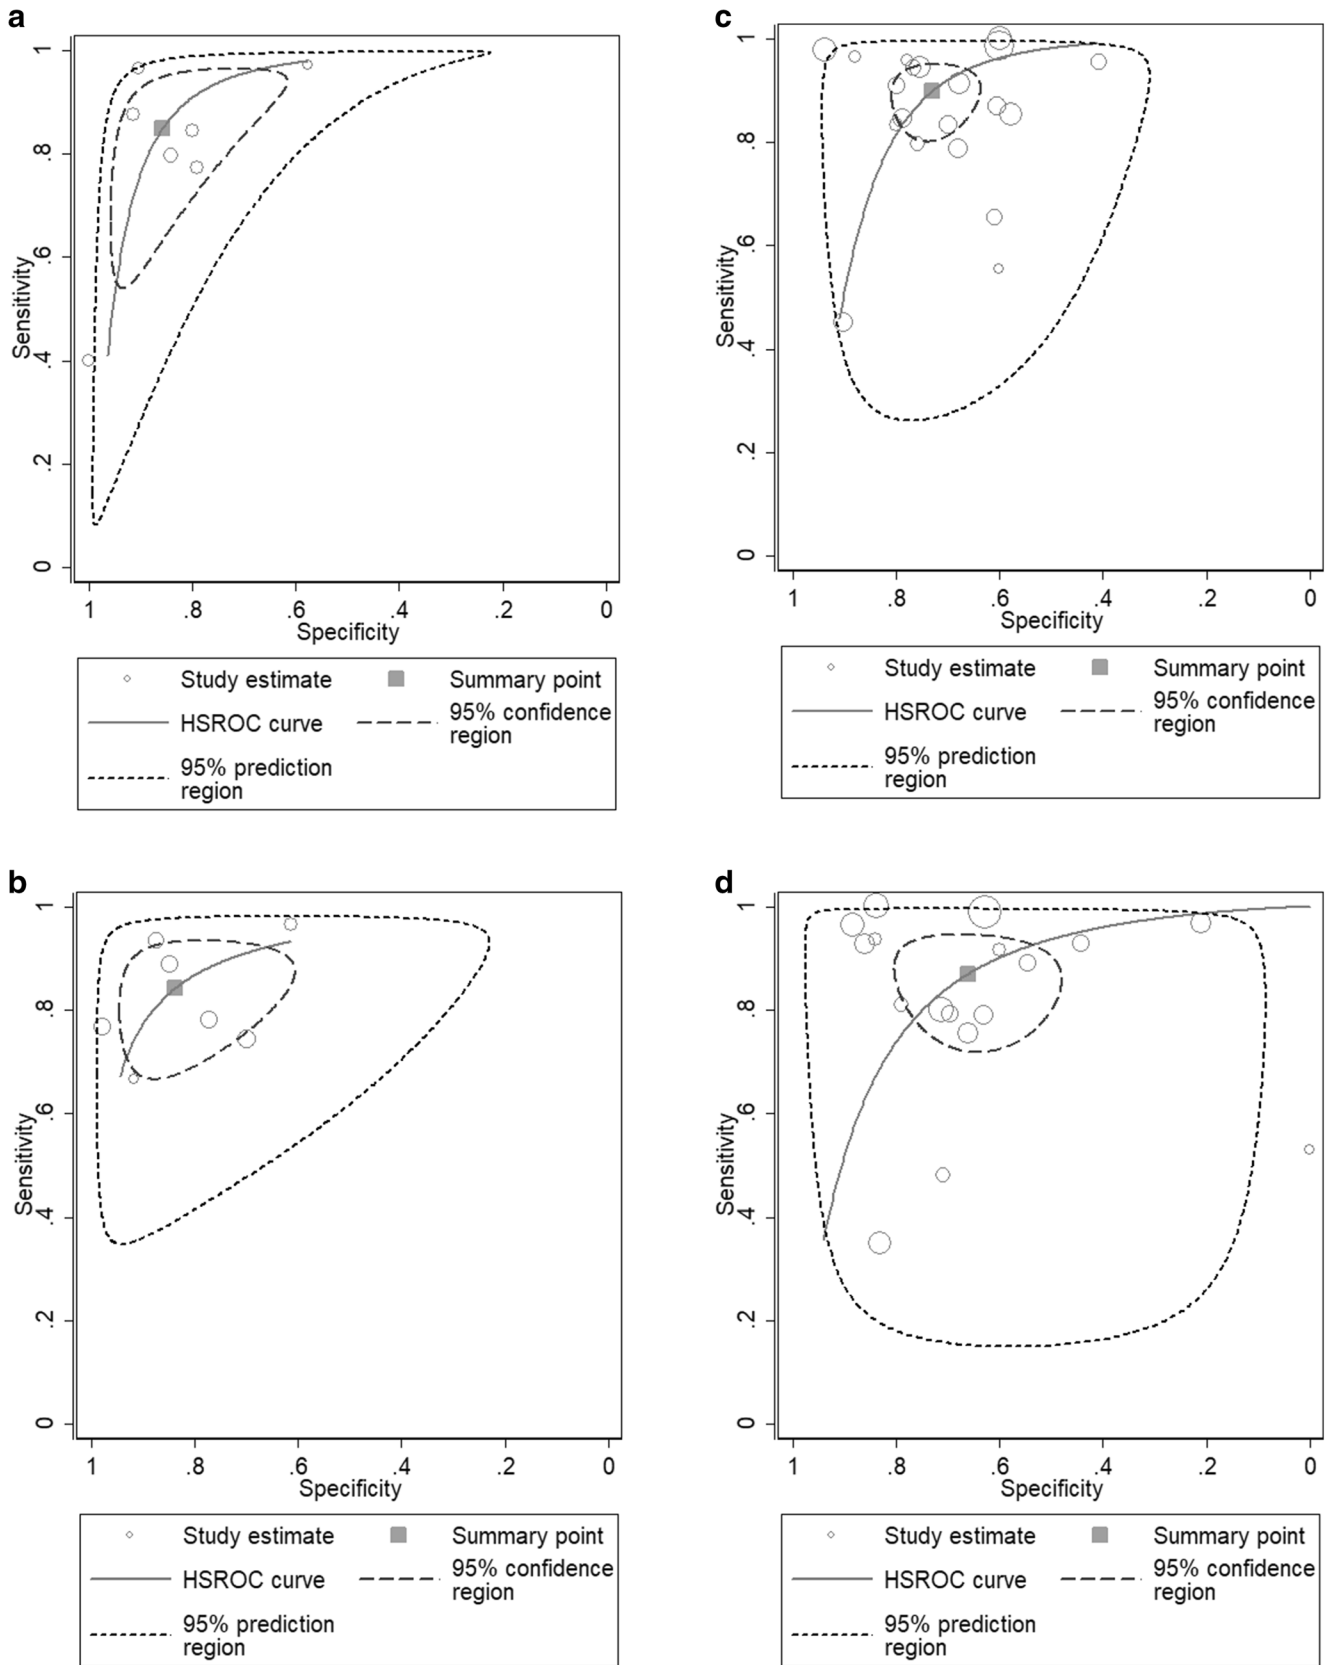 a
1
.8
.6
.4
.2
0
Sensitivity
1
.8
.6
.4
.2
0
Specificity
Study estimate
Summary point
HSROC curve
95% confidence
region
95% prediction
region
c
1
.8
.6
.4
.2
0
Sensitivity
1
.8
.6
.4
.2
0
Specificity
Study estimate
Summary point
HSROC curve
95% confidence
region
95% prediction
region
b
1
.8
.6
.4
.2
0
Sensitivity
1
.8
.6
.4
.2
0
Specificity
Study estimate
Summary point
HSROC curve
95% confidence
region
95% prediction
region
d
1
.8
.6
.4
.2
0
Sensitivity
1
.8
.6
.4
.2
0
Specificity
Study estimate
Summary point
HSROC curve
95% confidence
region
95% prediction
region